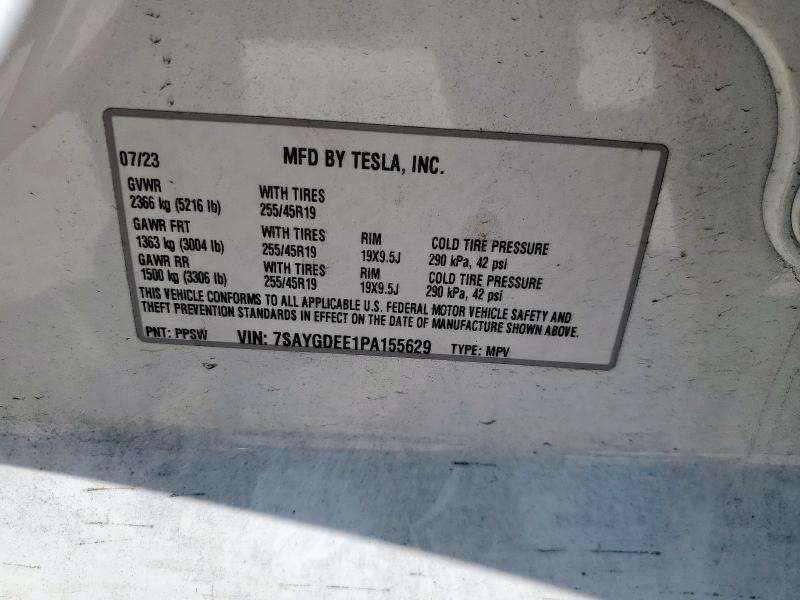 07/23 MFD BY TESLA, INC.
GVWR
2366 kg (5216 lb) WITH TIRES
255/45R19
GAWR FRT
1363 kg (3004 lb) WITH TIRES
255/45R19 RIM
19X9.5J COLD TIRE PRESSURE
290 kPa, 42 psi
GAWR RR
1500 kg (3306 lb) WITH TIRES
255/45R19 RIM
19X9.5J COLD TIRE PRESSURE
290 kPa, 42 psi
THIS VEHICLE CONFORMS TO ALL APPLICABLE U.S. FEDERAL MOTOR VEHICLE SAFETY AND
THEFT PREVENTION STANDARDS IN EFFECT ON THE DATE OF MANUFACTURE SHOWN ABOVE.
PNT: PPSW VIN: 7SAYGDEE1PA155629 TYPE: MPV